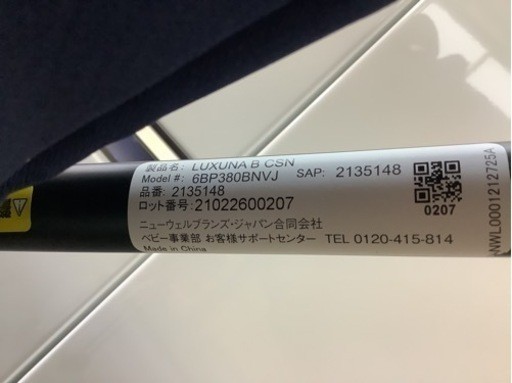 製品名: LUXUNA B CSN
Model #: 6BP380BNVJ SAP: 2135148
品番: 2135148
ロット番号:21022600207
ニューウェルブランズ・ジャパン合同会社
ベビー事業部 お客様サポートセンター TEL 0120-415-814
Made in China
0207
NWL0001212725A